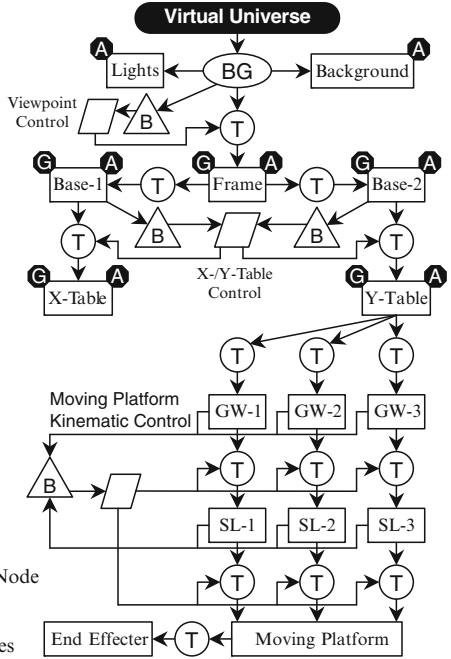 Virtual Universe
A
A
Lights
BG
Background
Viewpoint
Control
B
T
G
A
G
A
G
A
Base-1
T
Frame
T
Base-2
T
B
B
T
G
A
X-/Y-Table
Control
G
A
X-Table
Y-Table
T
T
T
Moving Platform
Kinematic Control
GW-1
GW-2
GW-3
B
T
T
T
SL-1
SL-2
SL-3
Node
T
T
T
es
End Effecter
T
Moving Platform